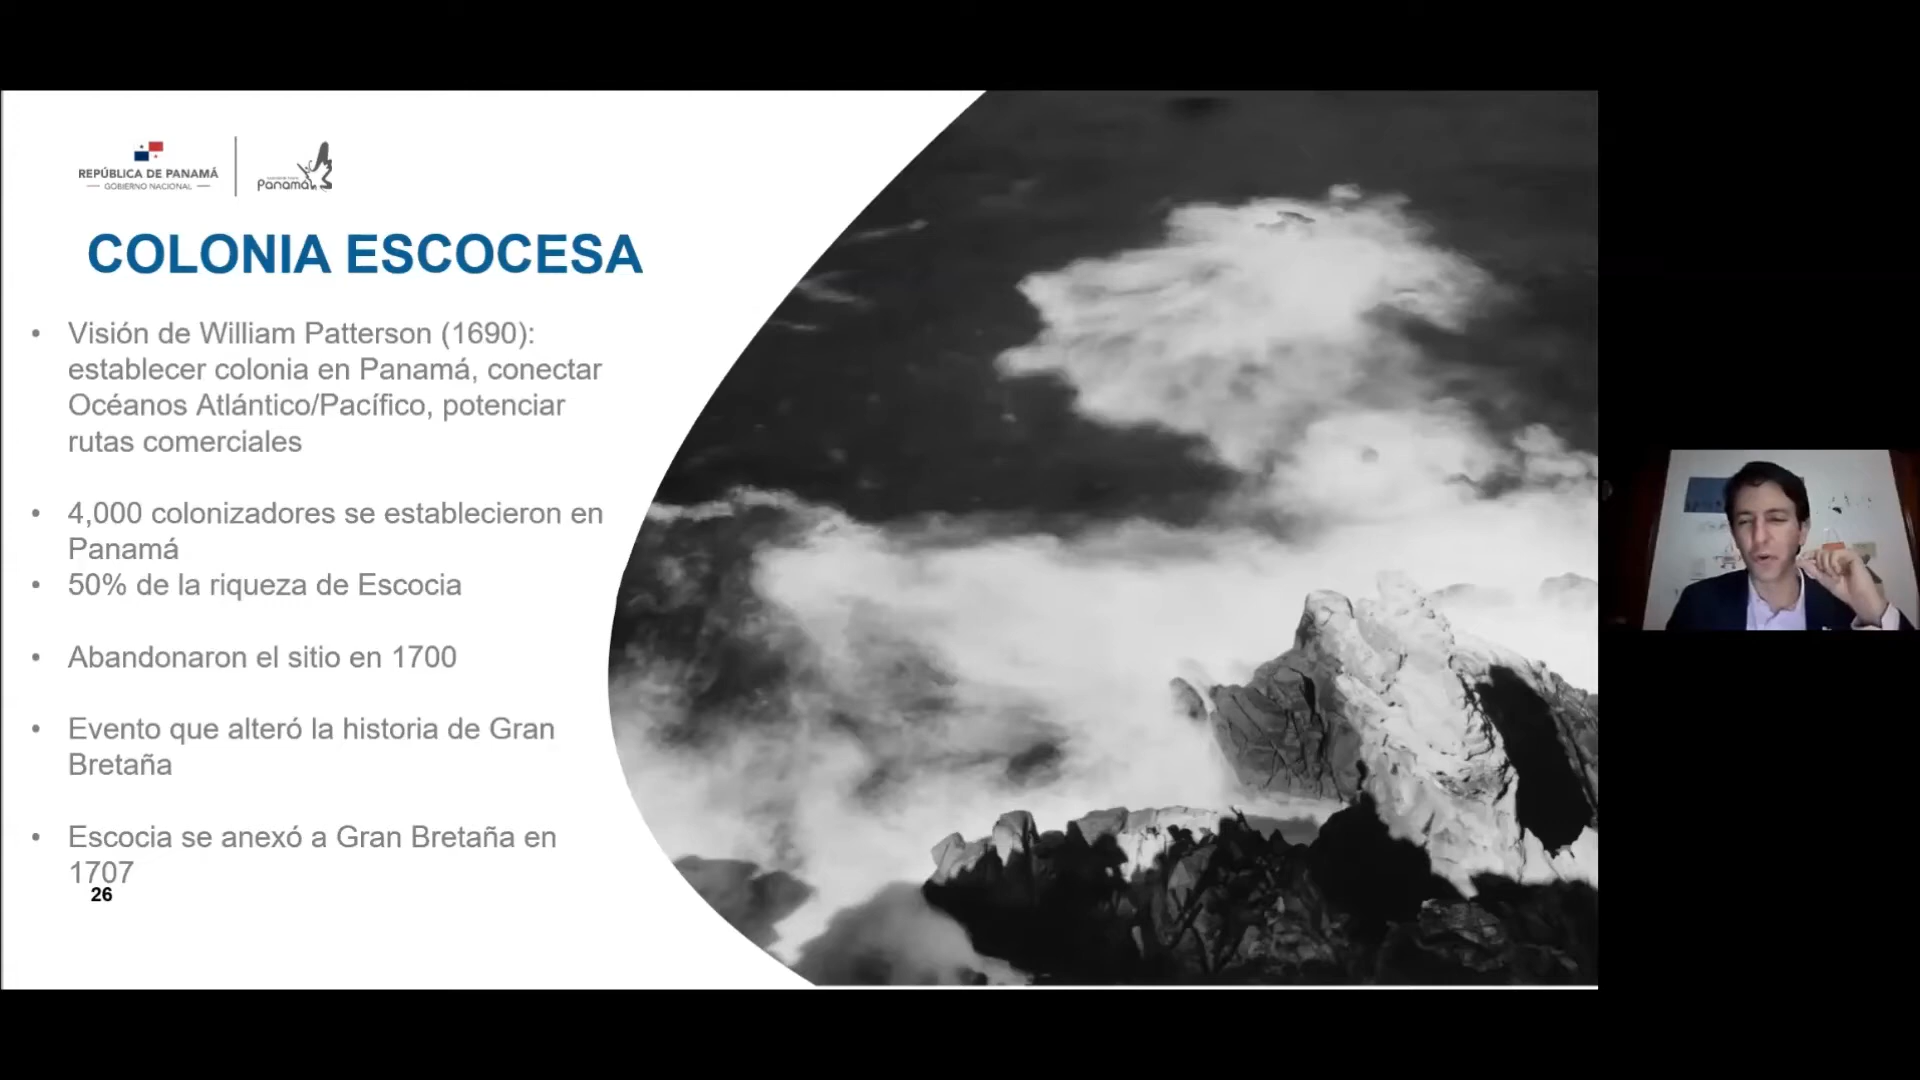 REPÚBLICA DE PANAMÁ
GOBIERNO NACIONAL
Panamá
COLONIA ESCOCESA
• Visión de William Patterson (1690):
establecer colonia en Panamá, conectar
Océanos Atlántico/Pacífico, potenciar
rutas comerciales
• 4,000 colonizadores se establecieron en
Panamá
• 50% de la riqueza de Escocia
• Abandonaron el sitio en 1700
• Evento que alteró la historia de Gran
Bretaña
• Escocia se anexó a Gran Bretaña en
1707
26